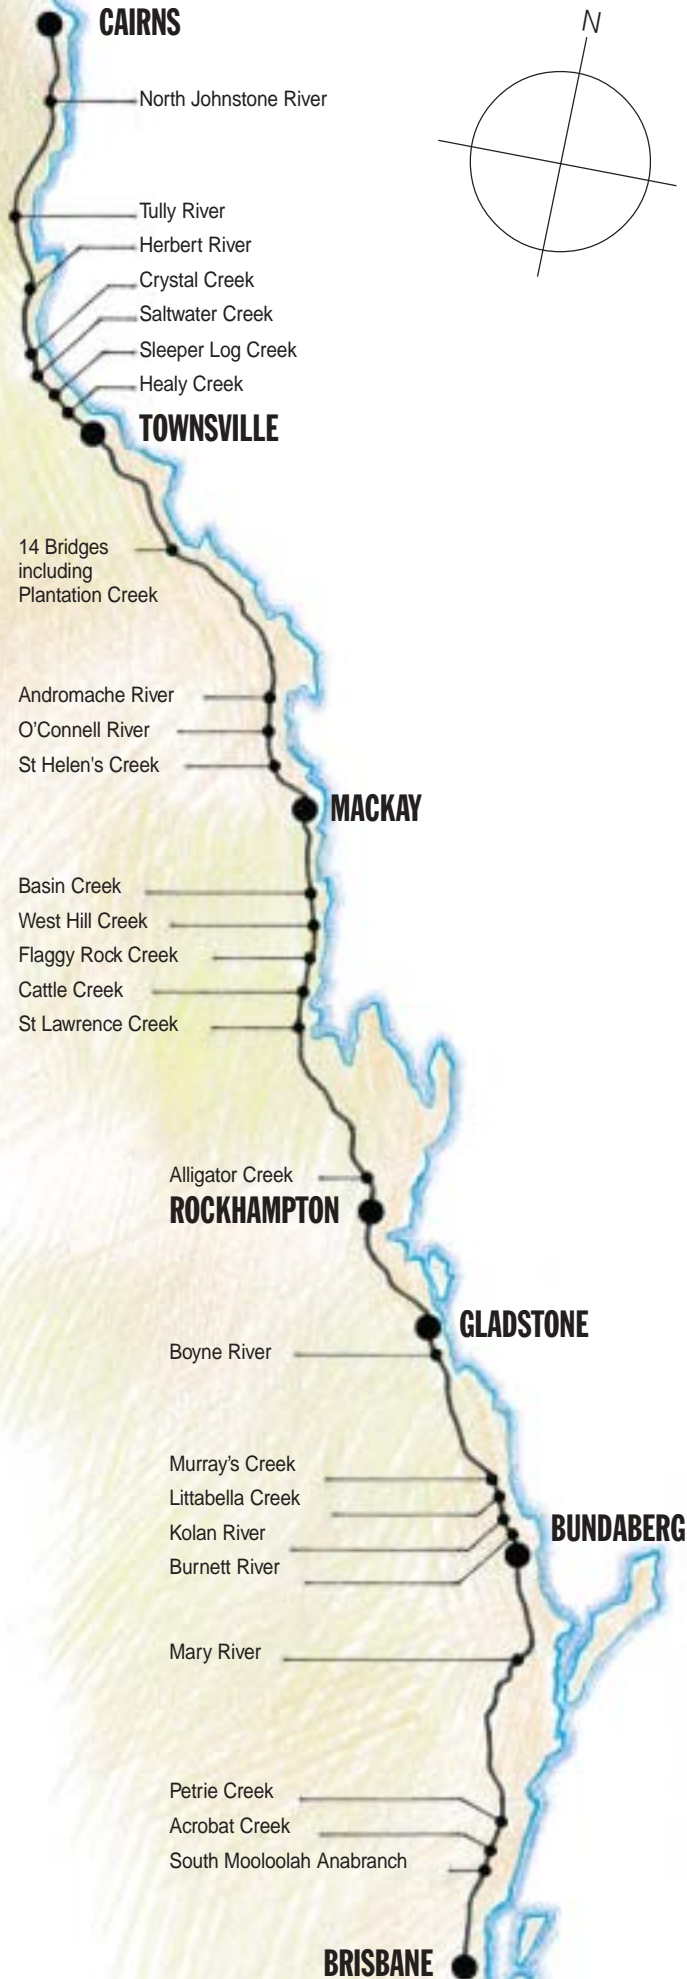 CAIRNS
N
North Johnstone River
Tully River
Herbert River
Crystal Creek
Saltwater Creek
Sleeper Log Creek
Healy Creek
TOWNSVILLE
14 Bridges
including
Plantation Creek
Andromache River
O’Connell River
St Helen's Creek
MACKAY
Basin Creek
West Hill Creek
Flaggy Rock Creek
Cattle Creek
St Lawrence Creek
Alligator Creek
ROCKHAMPTON
GLADSTONE
Boyne River
Murray’s Creek
Littabella Creek
Kolan River
BUNDABERG
Burnett River
Mary River
Petrie Creek
Acrobat Creek
South Mooloolah Anabranch
BRISBANE